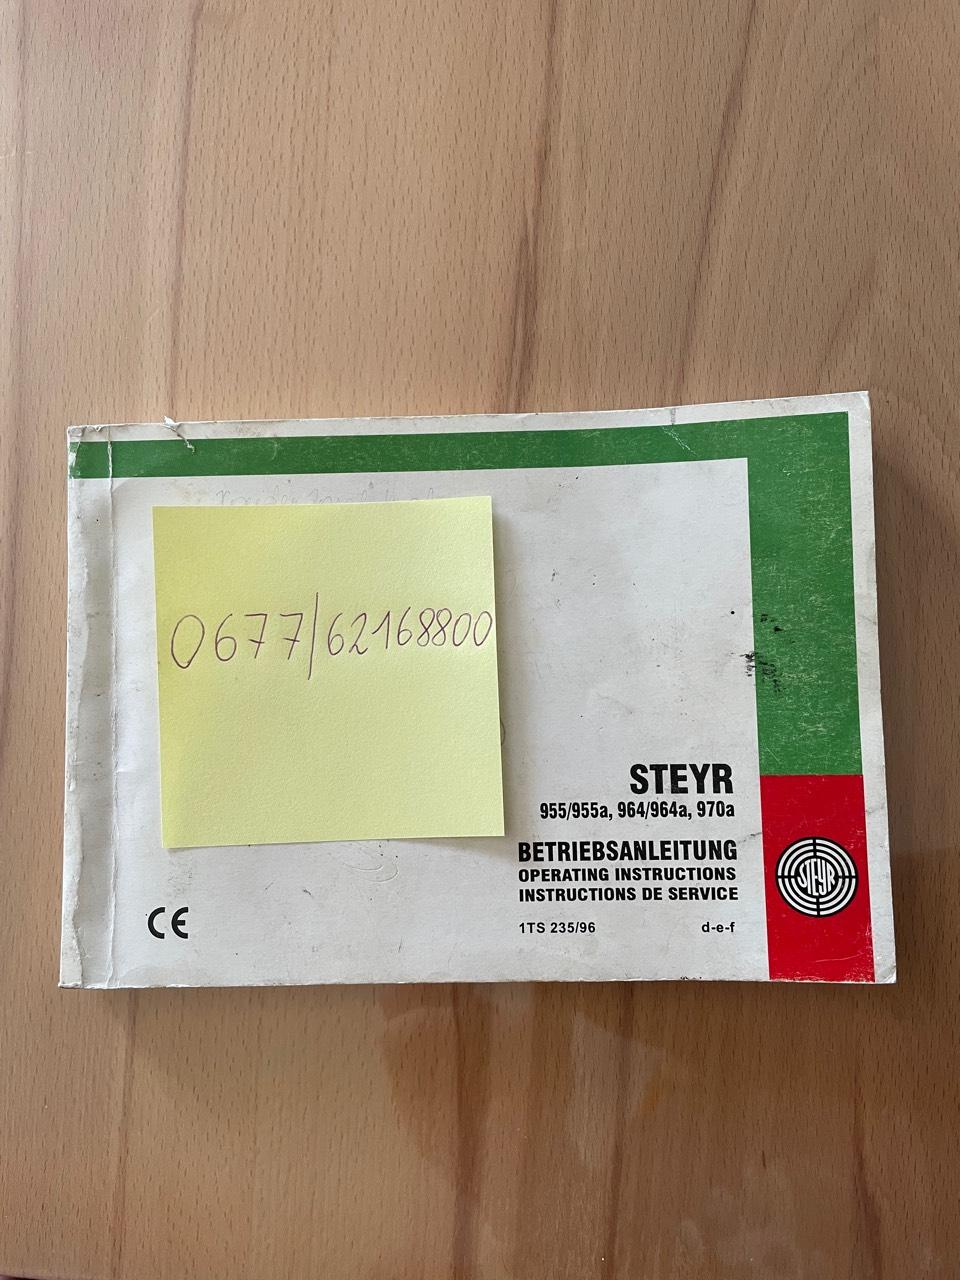 0677/62168800
STEYR
955/955a, 964/964a, 970a
BETRIEBSANLEITUNG
OPERATING INSTRUCTIONS
INSTRUCTIONS DE SERVICE
1TS 235/96 d-e-f
STEYR
CE